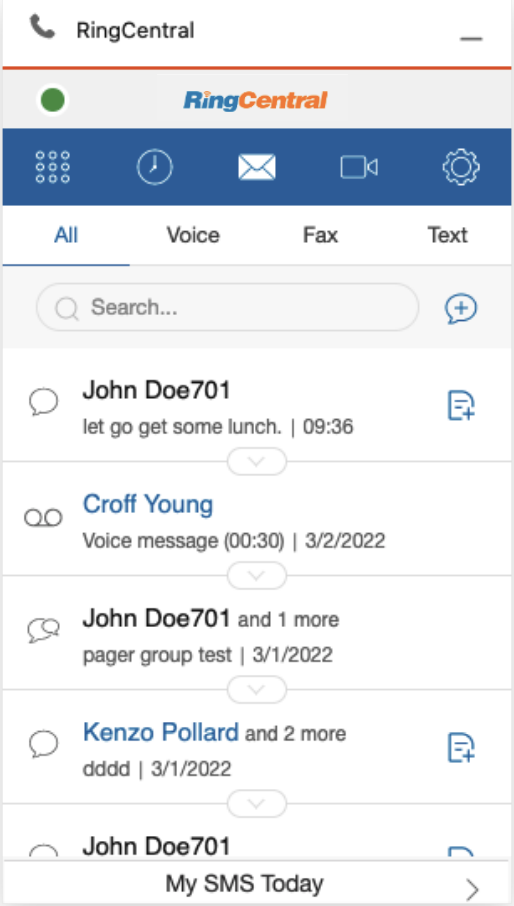 RingCentral
RingCentral
All Voice Fax Text
Search...
John Doe701
let go get some lunch. | 09:36
Croff Young
Voice message (00:30) | 3/2/2022
John Doe701 and 1 more
pager group test | 3/1/2022
Kenzo Pollard and 2 more
dddd | 3/1/2022
John Doe701
My SMS Today